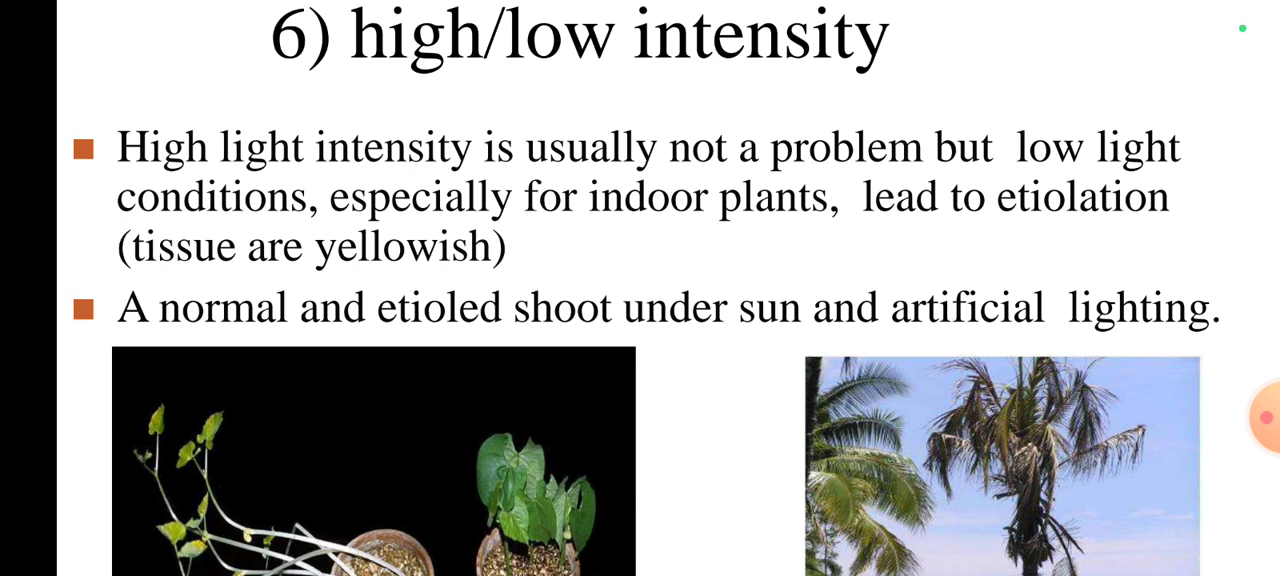 6) high/low intensity
High light intensity is usually not a problem but low light
conditions, especially for indoor plants, lead to etiolation
(tissue are yellowish)
A normal and etioled shoot under sun and artificial lighting.